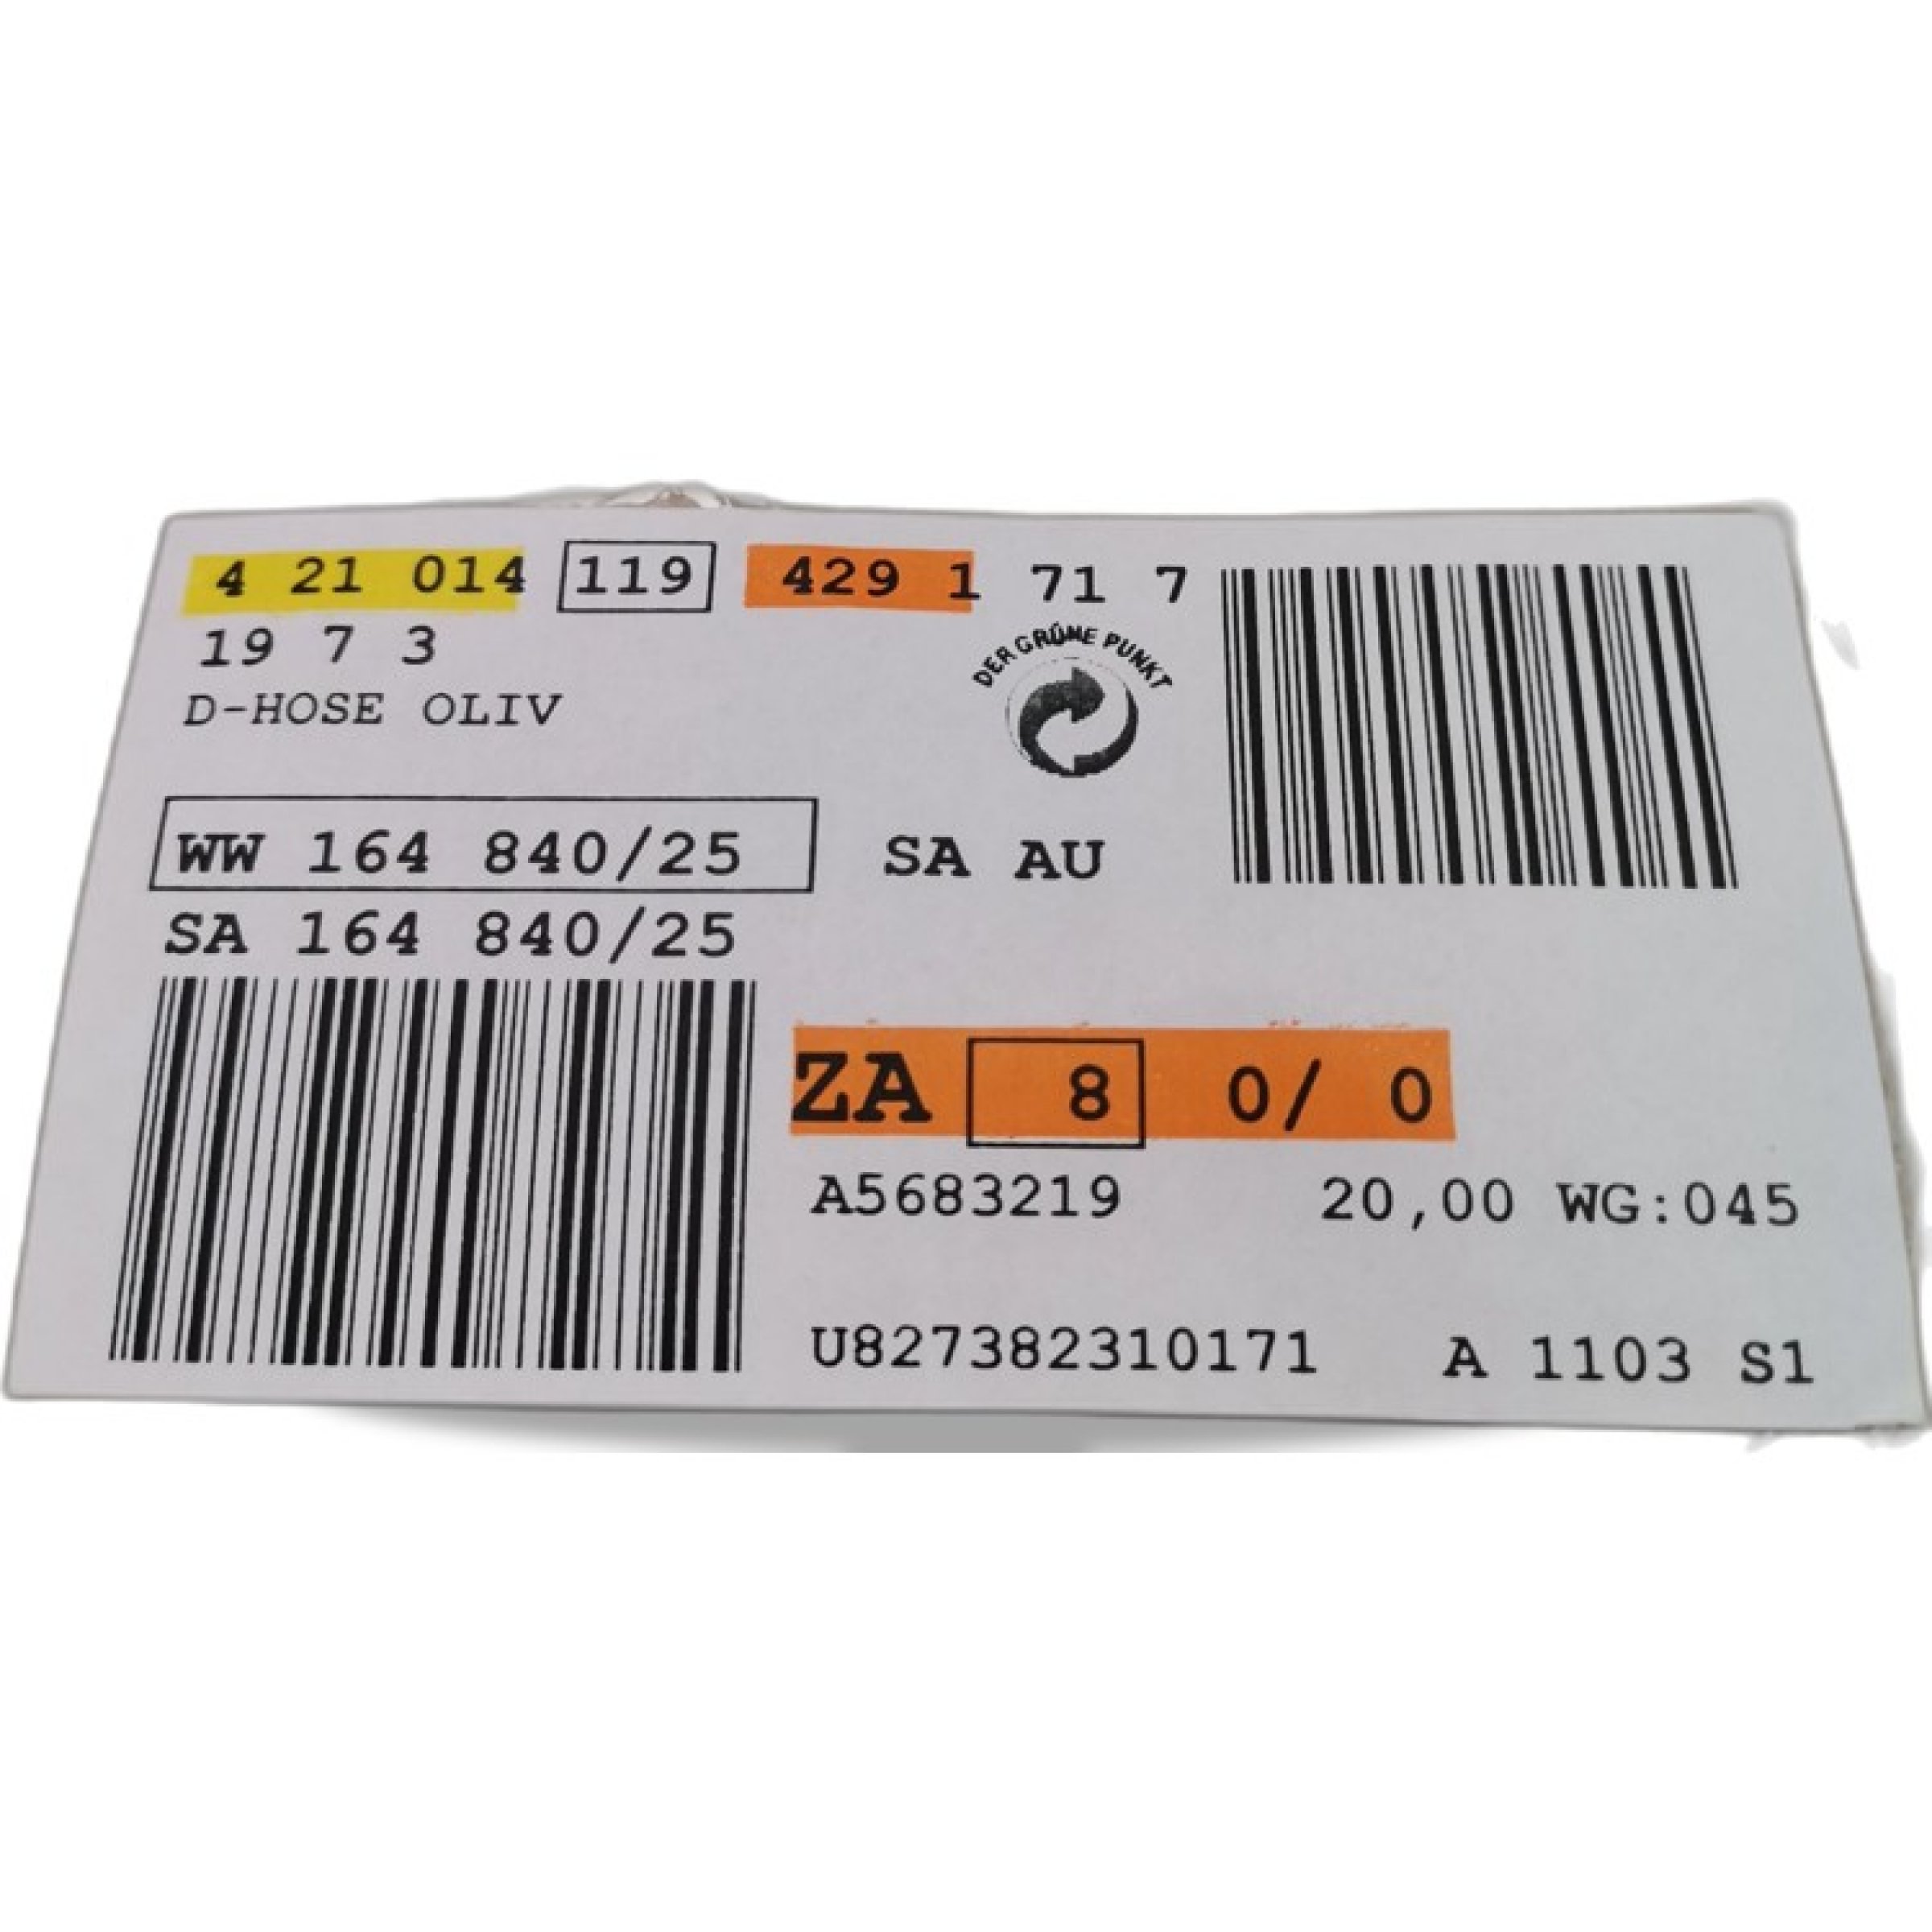 4 21 014 119 429 1 71 7
19 7 3
D-HOSE OLIV
DER GRÜNE PUNKT
WW 164 840/25 SA AU
SA 164 840/25
ZA 8 0/ 0
A5683219 20,00 WG:045
U827382310171 A 1103 S1